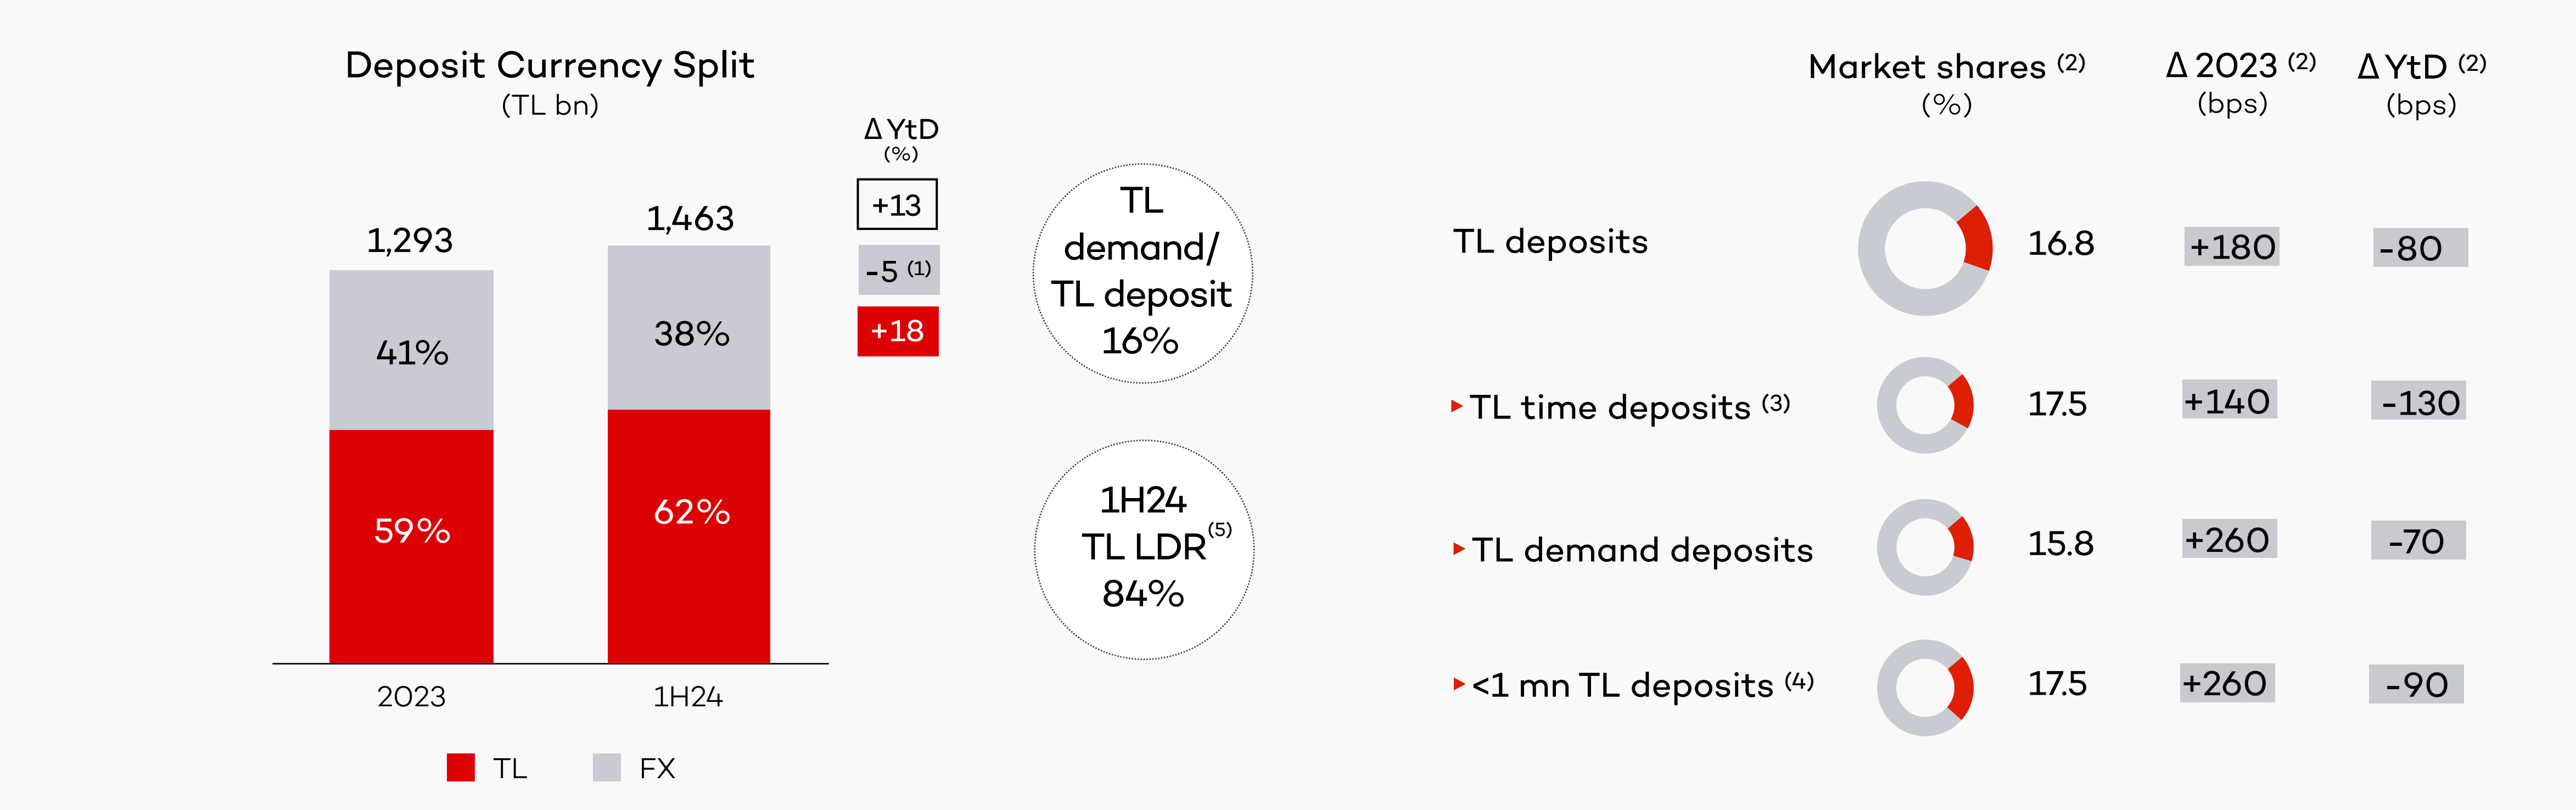 Deposit Currency Split
(TL bn)
Δ YtD
(%)
+13
-5 (1)
+18
1,293
1,463
41%
38%
59%
62%
2023
1H24
TL
FX
TL
demand/
TL deposit
16%
1H24
TL LDR(5)
84%
Market shares (2)
(%)
Δ 2023 (2)
(bps)
Δ YtD (2)
(bps)
TL deposits 16.8 +180 -80
TL time deposits (3) 17.5 +140 -130
TL demand deposits 15.8 +260 -70
<1 mn TL deposits (4) 17.5 +260 -90